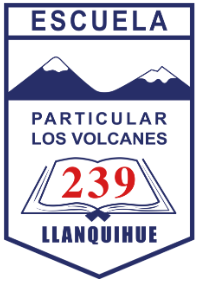 ESCUELA
PARTICULAR
LOS VOLCANES
239
LLANQUIHUE